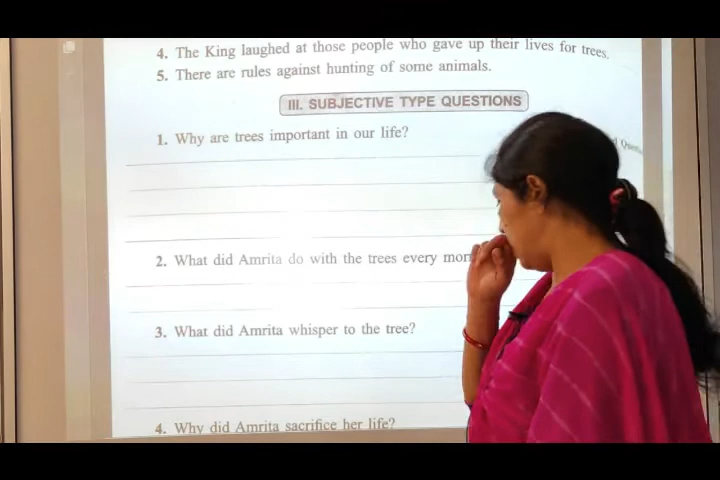 4. The King laughed at those people who gave up their lives for trees.
5. There are rules against hunting of some animals.
III. SUBJECTIVE TYPE QUESTIONS
1. Why are trees important in our life?
2. What did Amrita do with the trees every
3. What did Amrita whisper to the tree?
4. Why did Amrita sacrifice her life?